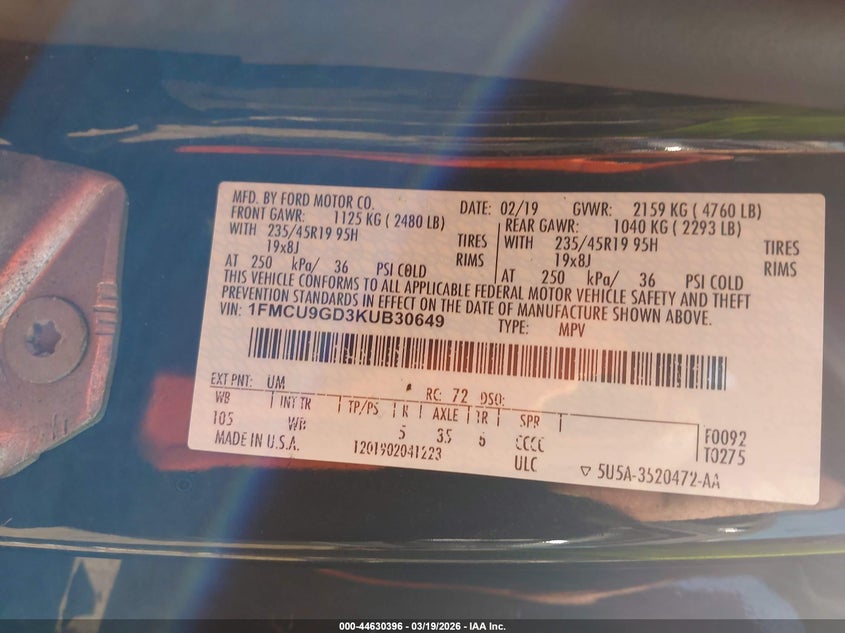 MFD. BY FORD MOTOR CO.
DATE: 02/19 GVWR: 2159 KG ( 4760 LB)
FRONT GAWR: 1125 KG ( 2480 LB)
REAR GAWR: 1040 KG ( 2293 LB)
WITH 235/45R19 95H TIRES
WITH 235/45R19 95H TIRES
19x8J RIMS
19x8J RIMS
AT 250 kPa/ 36 PSI COLD
AT 250 kPa/ 36 PSI COLD
THIS VEHICLE CONFORMS TO ALL APPLICABLE FEDERAL MOTOR VEHICLE SAFETY AND THEFT
PREVENTION STANDARDS IN EFFECT ON THE DATE OF MANUFACTURE SHOWN ABOVE.
VIN: 1FMCU9GD3KUB30649 TYPE: MPV
EXT PNT: UM RC: 72 DSO:
WB INT TR TP/PS R AXLE TR SPR
105 WB 5 35 6 CCCC
F0092
MADE IN U.S.A. 1201902041223 ULC
T0275
5U5A-3520472-AA
000-44630396 - 03/19/2026 - IAA Inc.